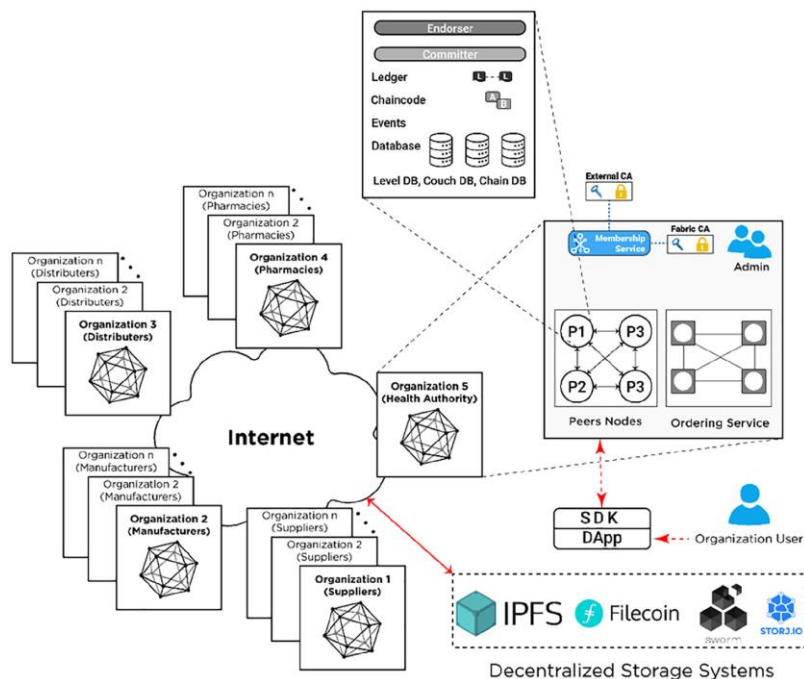 Endorser
Committer
Ledger
L
L
Chaincode
A
B
Events
Database
Level DB, Couch DB, Chain DB
External CA
Membership
Service
Fabric CA
Admin
P1
P3
P2
P3
Peers Nodes
Ordering Service
Organization n
(Pharmacies)
Organization 2
(Pharmacies)
Organization 4
(Pharmacies)
Organization n
(Distributers)
Organization 2
(Distributers)
Organization 3
(Distributers)
Internet
Organization 5
(Health Authority)
Organization n
(Manufacturers)
Organization 2
(Manufacturers)
Organization 2
(Manufacturers)
Organization n
(Suppliers)
Organization 2
(Suppliers)
Organization 1
(Suppliers)
SDK
DApp
Organization User
IPFS
Filecoin
swarm
STORJ.IO
Decentralized Storage Systems